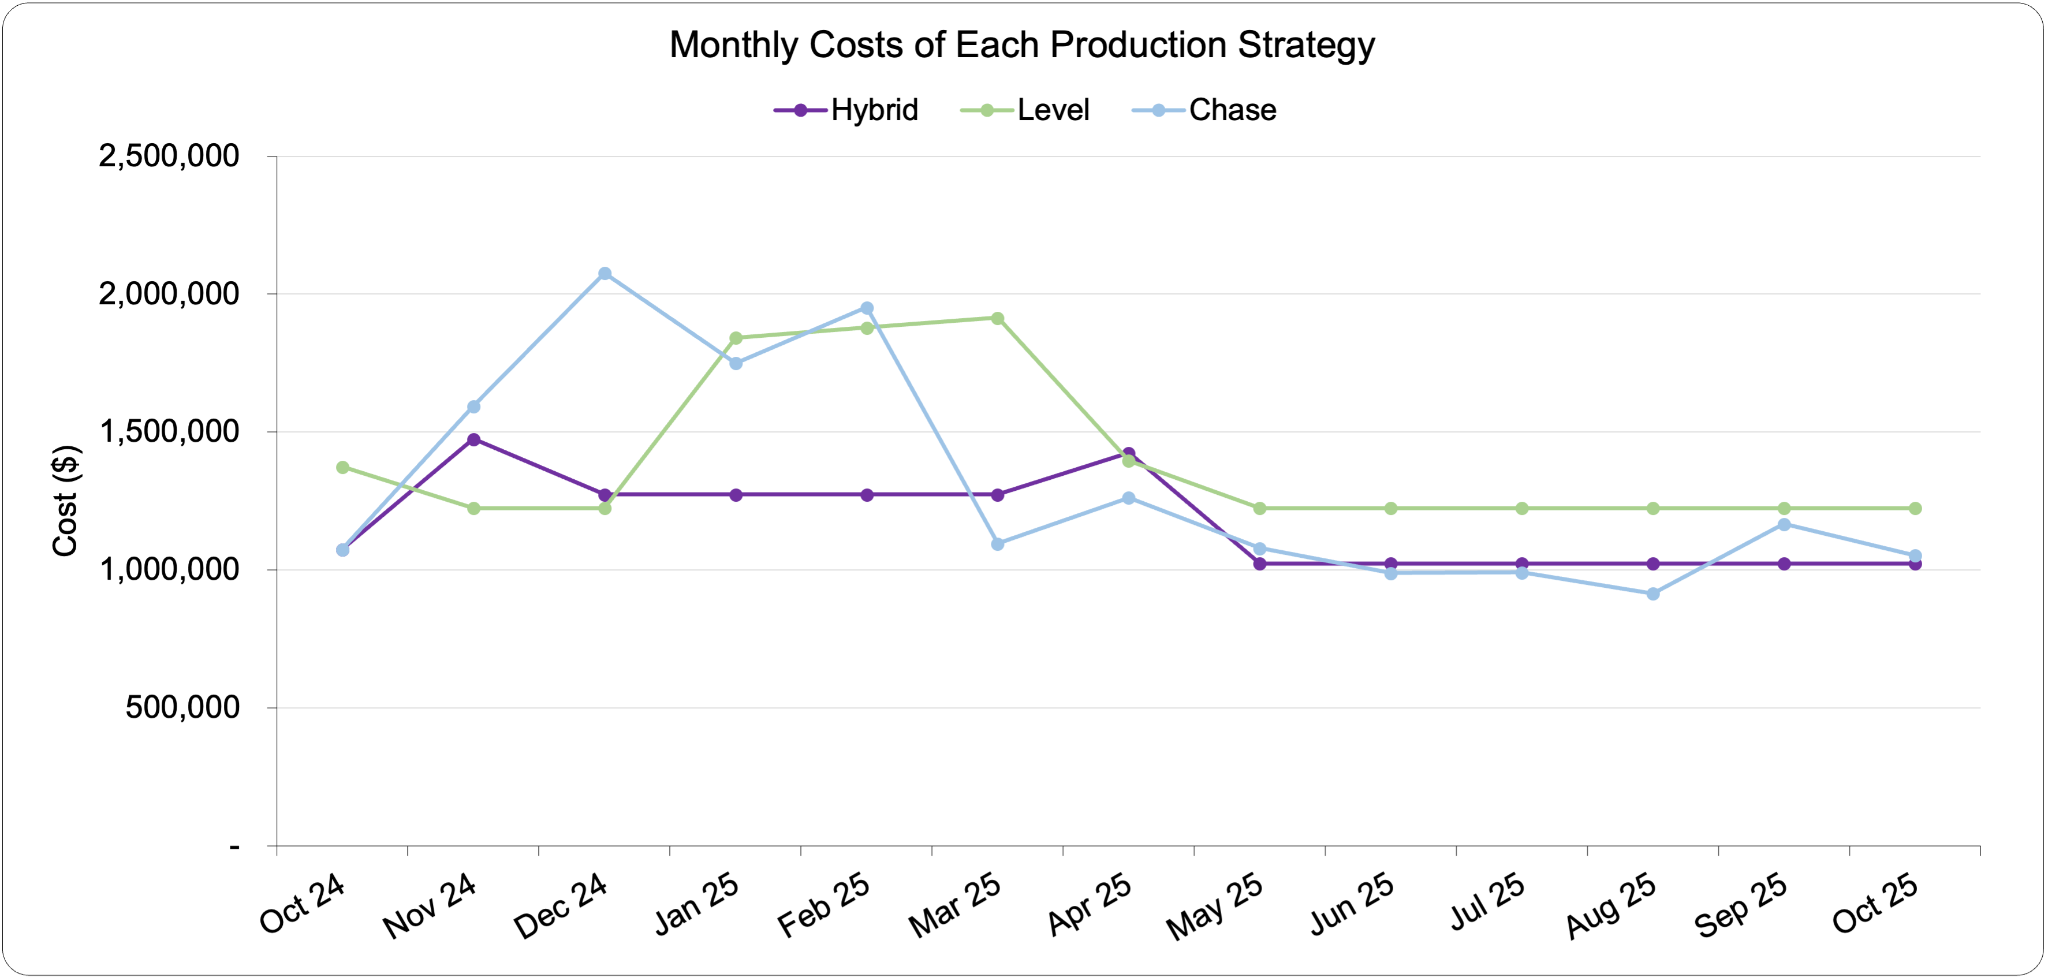 Monthly Costs of Each Production Strategy
Hybrid Level Chase
2,500,000
2,000,000
1,500,000
1,000,000
500,000
-
Cost ($)
Oct 24 Nov 24 Dec 24 Jan 25 Feb 25 Mar 25 Apr 25 May 25 Jun 25 Jul 25 Aug 25 Sep 25 Oct 25